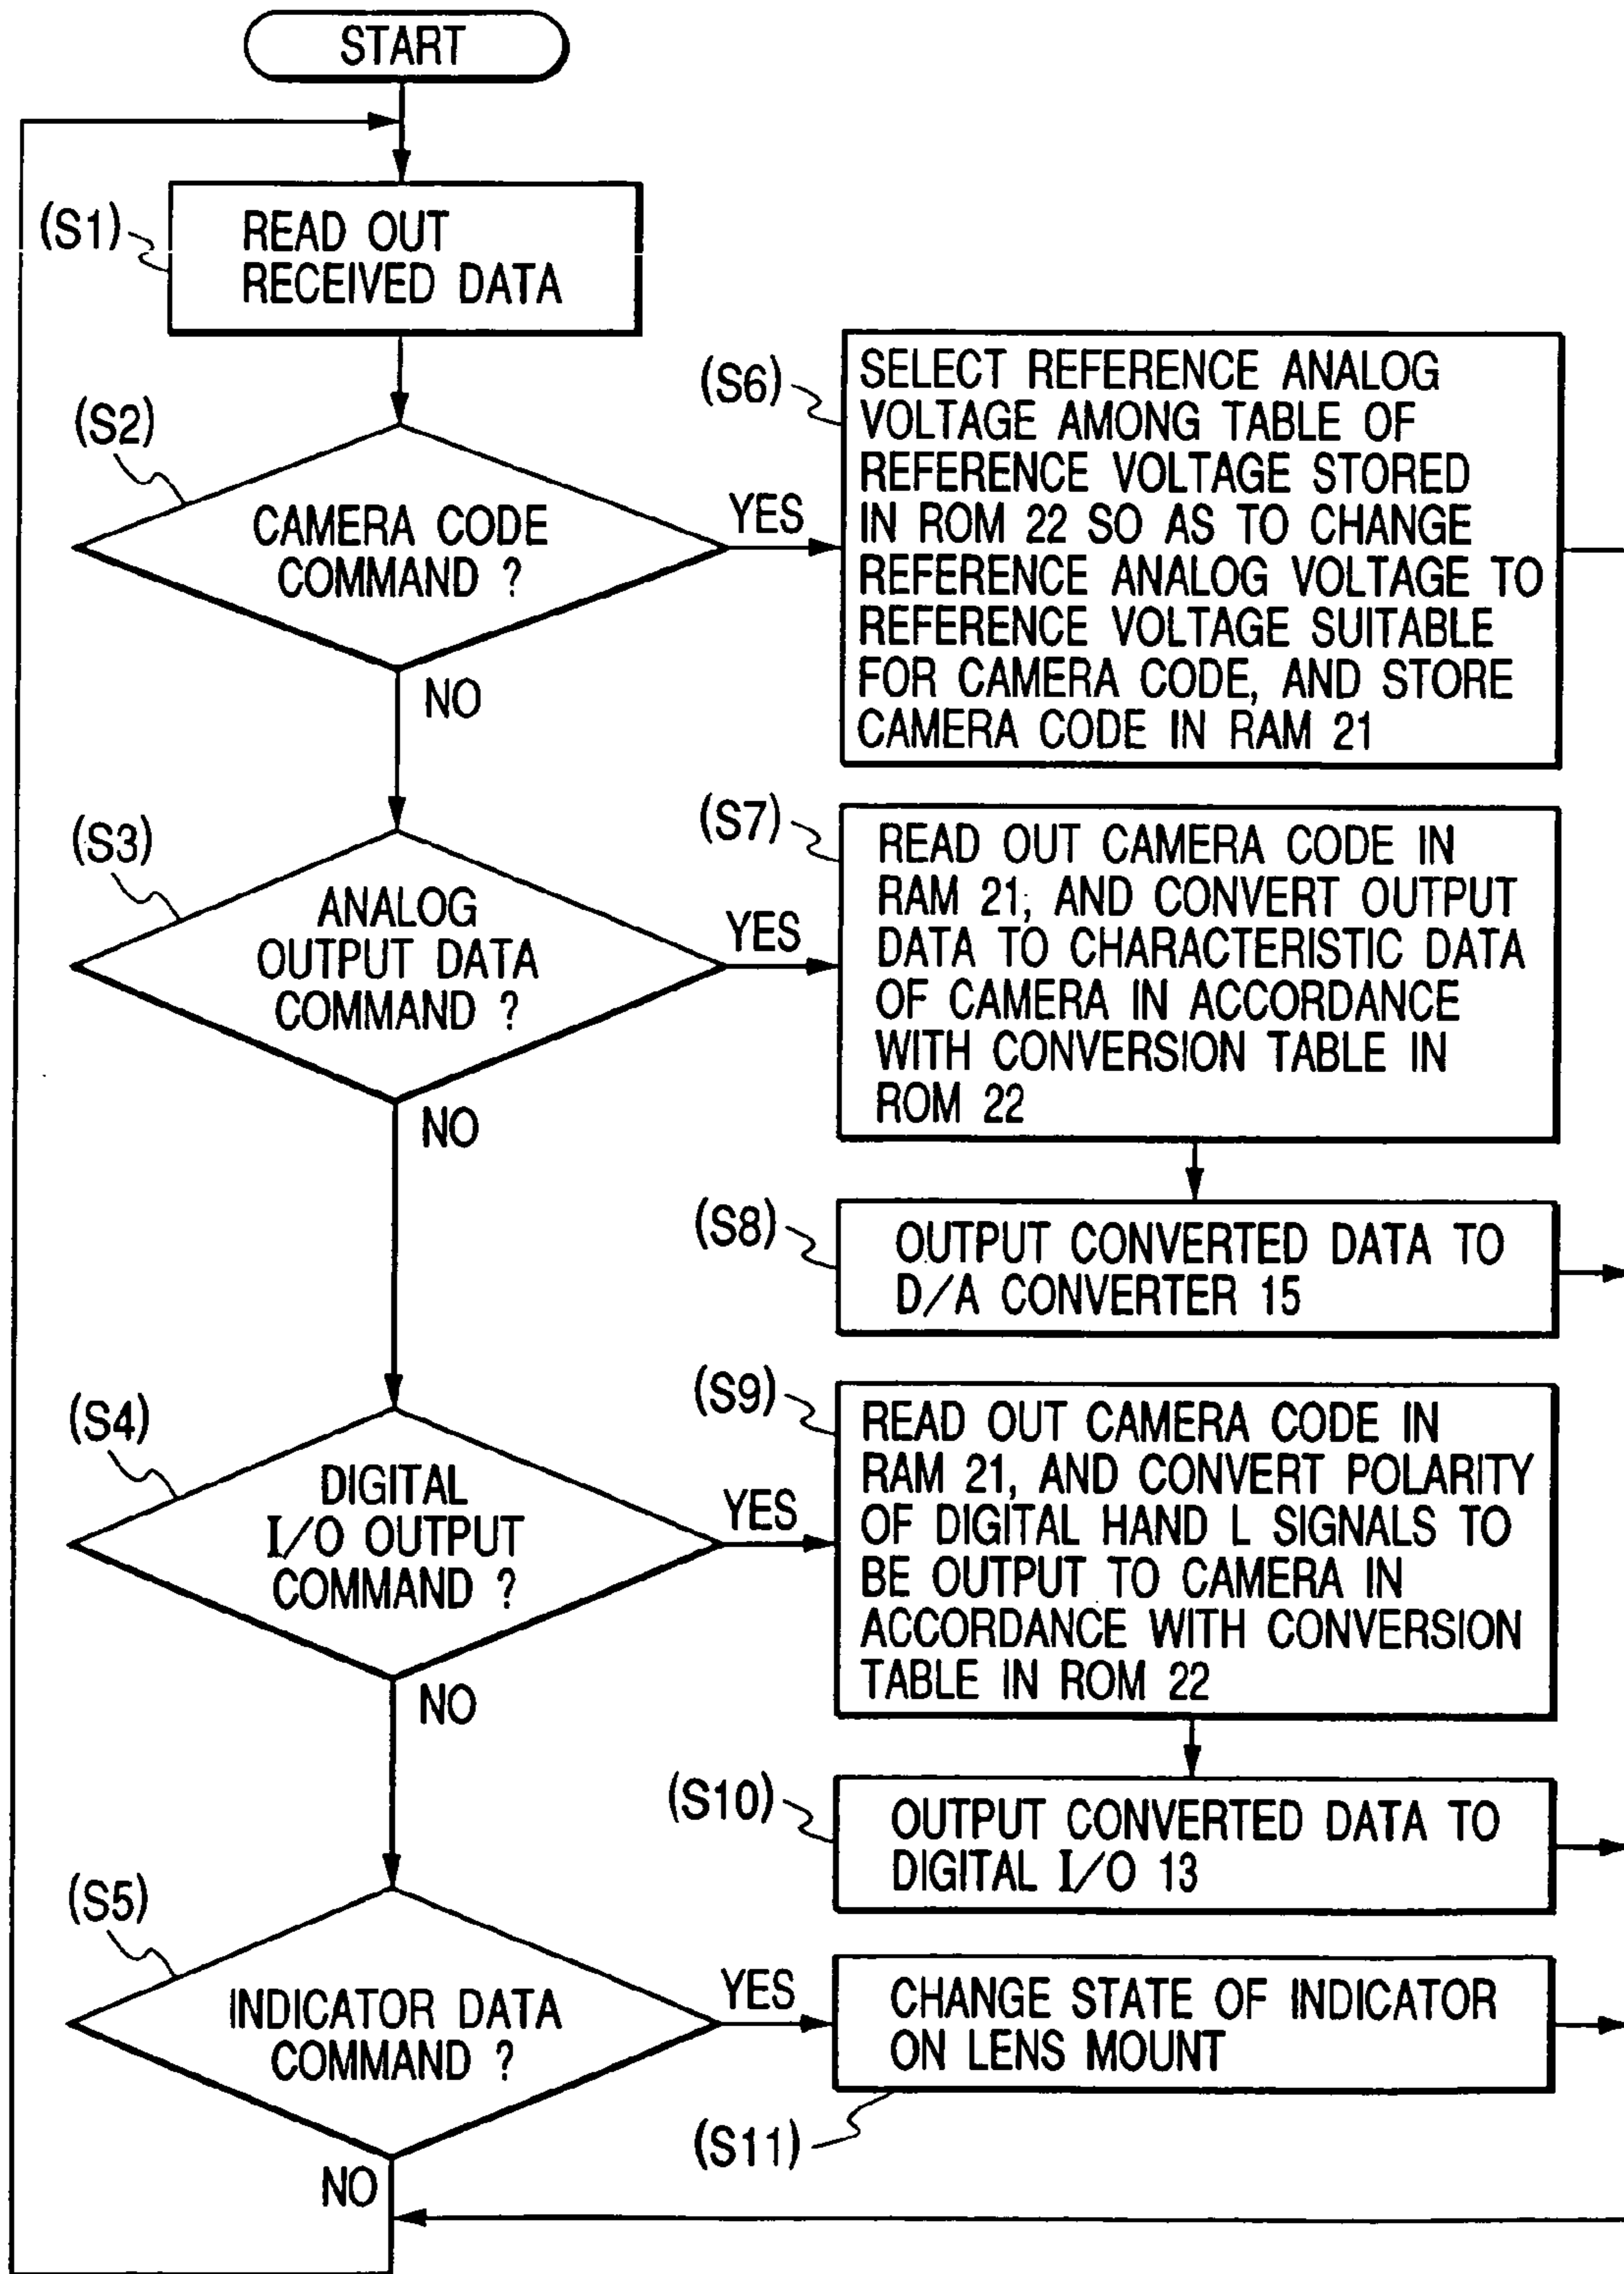 START
(S1)
READ OUT
RECEIVED DATA
(S2)
CAMERA CODE
COMMAND ?
YES
NO
(S6)
SELECT REFERENCE ANALOG
VOLTAGE AMONG TABLE OF
REFERENCE VOLTAGE STORED
IN ROM 22 SO AS TO CHANGE
REFERENCE ANALOG VOLTAGE TO
REFERENCE VOLTAGE SUITABLE
FOR CAMERA CODE, AND STORE
CAMERA CODE IN RAM 21
(S3)
ANALOG
OUTPUT DATA
COMMAND ?
YES
NO
(S7)
READ OUT CAMERA CODE IN
RAM 21, AND CONVERT OUTPUT
DATA TO CHARACTERISTIC DATA
OF CAMERA IN ACCORDANCE
WITH CONVERSION TABLE IN
ROM 22
(S8)
OUTPUT CONVERTED DATA TO
D/A CONVERTER 15
(S4)
DIGITAL
I/O OUTPUT
COMMAND ?
YES
NO
(S9)
READ OUT CAMERA CODE IN
RAM 21, AND CONVERT POLARITY
OF DIGITAL HAND L SIGNALS TO
BE OUTPUT TO CAMERA IN
ACCORDANCE WITH CONVERSION
TABLE IN ROM 22
(S10)
OUTPUT CONVERTED DATA TO
DIGITAL I/O 13
(S5)
INDICATOR DATA
COMMAND ?
YES
NO
CHANGE STATE OF INDICATOR
ON LENS MOUNT
(S11)